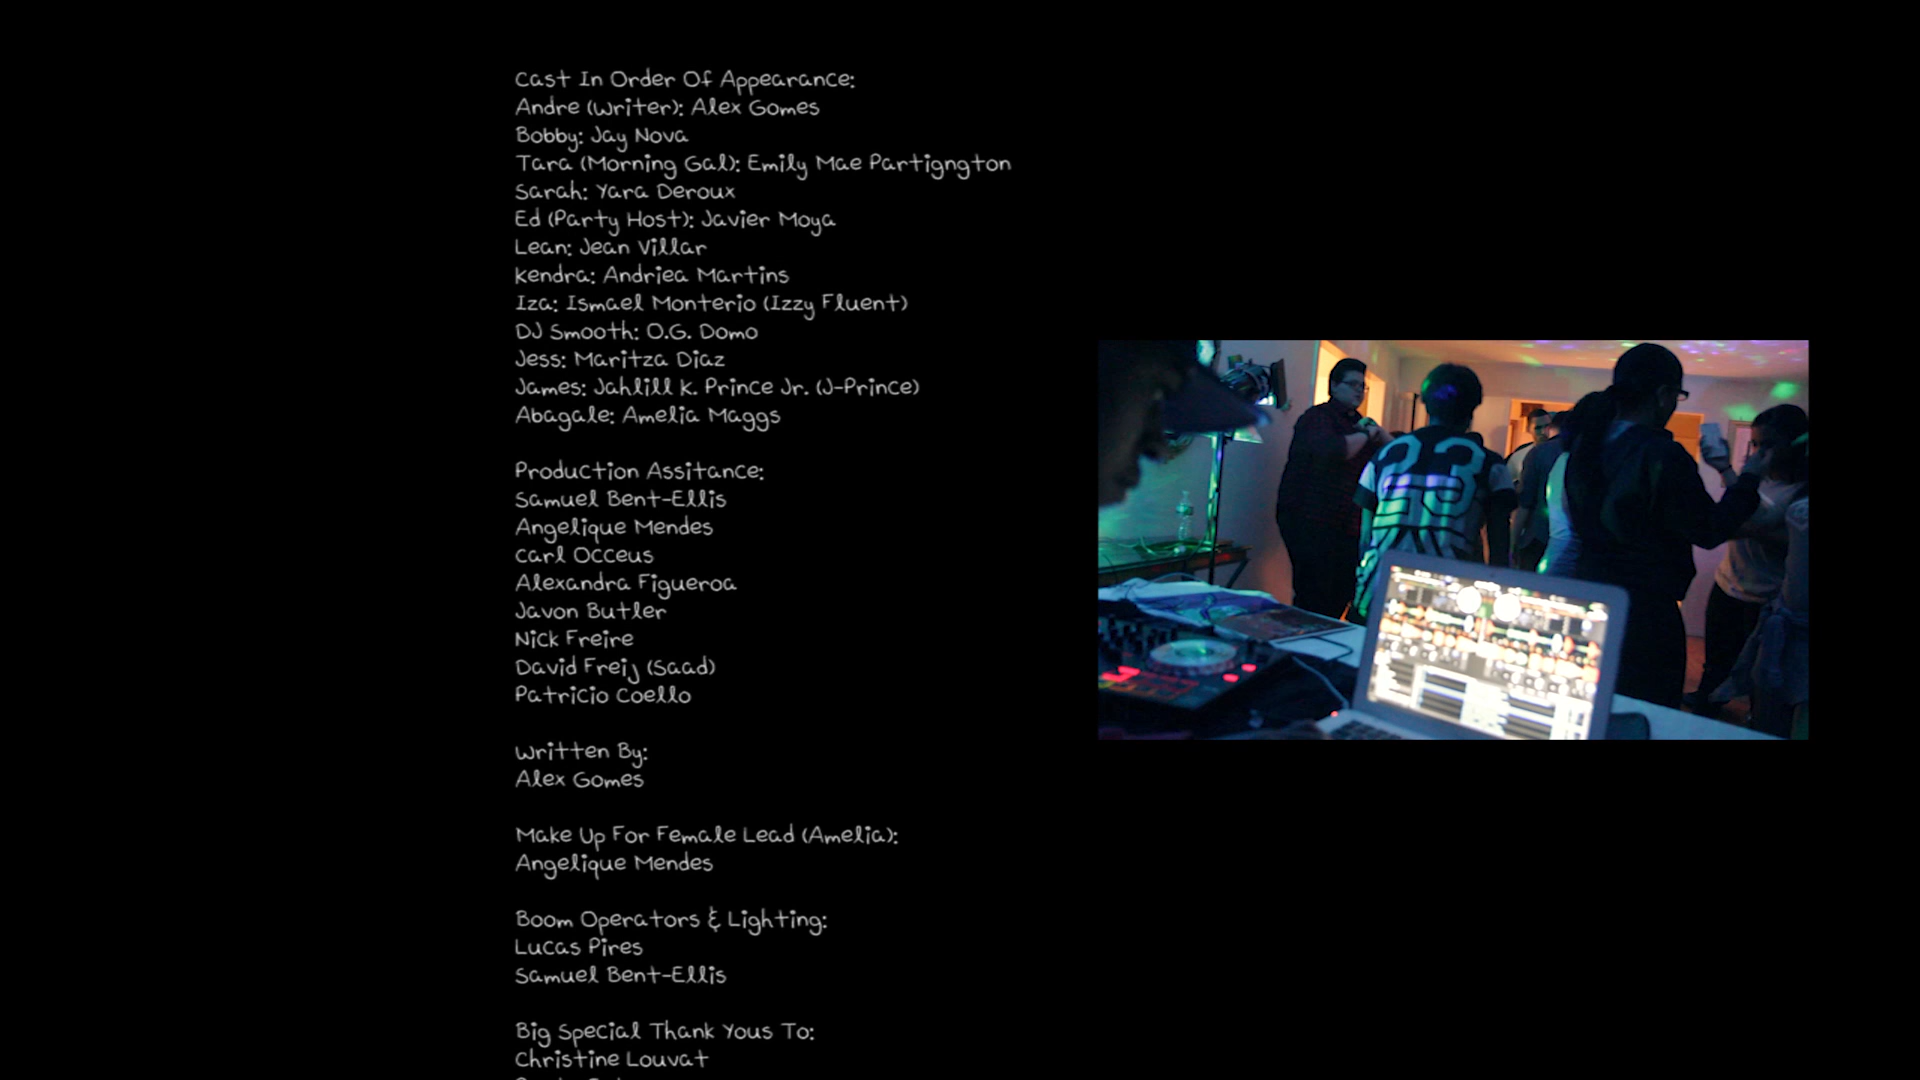 Cast In Order Of Appearance:
Andre (Writer): Alex Gomes
Bobby: Jay Nova
Tara (Morning Gal): Emily Mae Partigngton
Sarah: Yara Deroux
Ed (Party Host): Javier Moya
Lean: Jean Villar
Kendra: Andriea Martins
Iza: Ismael Monterio (Izzy Fluent)
DJ Smooth: O.G. Domo
Jess: Maritza Diaz
James: Jahlill K. Prince Jr. (J-Prince)
Abagale: Amelia Maggs
Production Assitance:
Samuel Bent-Ellis
Angelique Mendes
Carl Occeus
Alexandra Figueroa
Javon Butler
Nick Freire
David Freij (Saad)
Patricio Coello
Written By:
Alex Gomes
Make Up For Female Lead (Amelia):
Angelique Mendes
Boom Operators & Lighting:
Lucas Pires
Samuel Bent-Ellis
Big Special Thank Yous To:
Christine Louvat
23